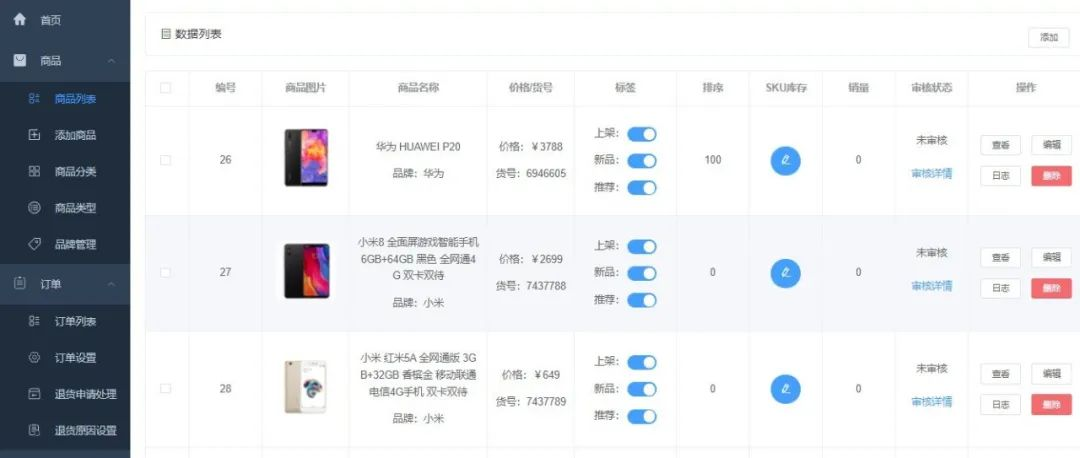 首页
商品
商品列表
添加商品
商品分类
商品类型
品牌管理
订单
订单列表
订单设置
退货申请处理
退货原因设置
数据列表
添加
编号 商品图片 商品名称 价格/货号 标签 排序 SKU库存 销量 审核状态 操作
26
华为 HUAWEI P20
品牌：华为
价格：￥3788
货号：6946605
上架：
新品：
推荐：
100
0
未审核
审核详情
查看 编辑
日志 删除
27
小米8 全面屏游戏智能手机
6GB+64GB 黑色 全网通4
G 双卡双待
品牌：小米
价格：￥2699
货号：7437788
上架：
新品：
推荐：
0
0
未审核
审核详情
查看 编辑
日志 删除
28
小米 红米5A 全网通版 3G
B+32GB 香槟金 移动联通
电信4G手机 双卡双待
品牌：小米
价格：￥649
货号：7437789
上架：
新品：
推荐：
0
0
未审核
审核详情
查看 编辑
日志 删除